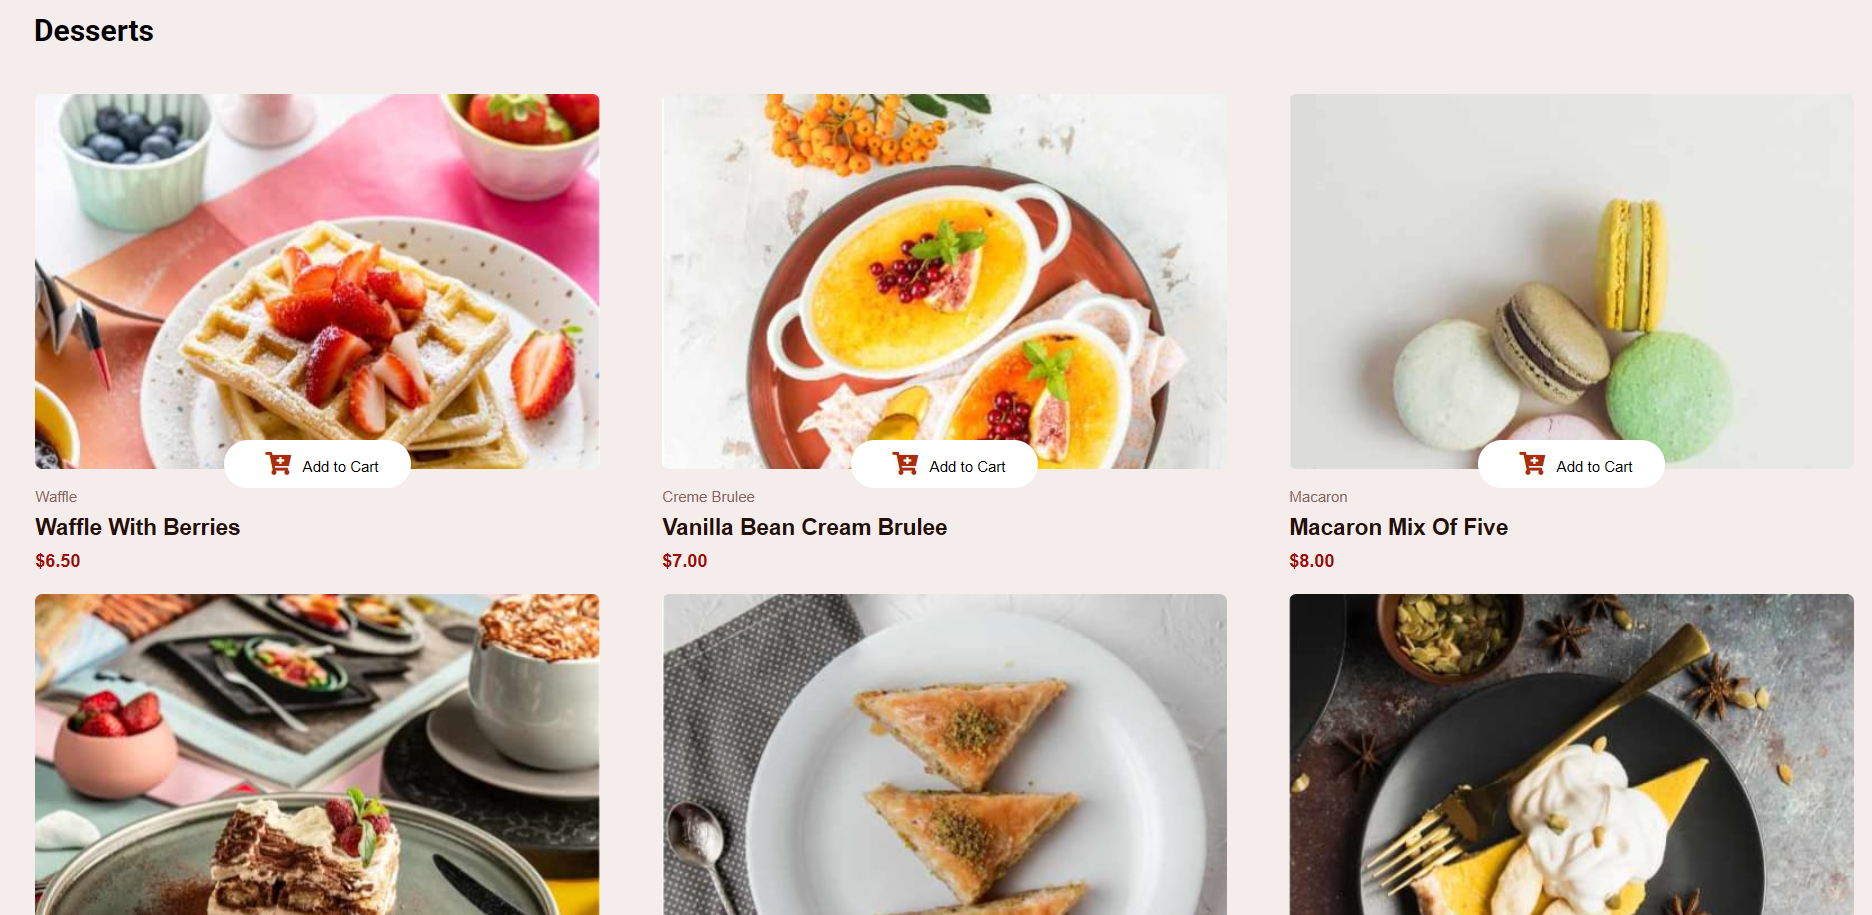 Desserts
Add to Cart
Waffle
Waffle With Berries
$6.50
Add to Cart
Creme Brulee
Vanilla Bean Cream Brulee
$7.00
Add to Cart
Macaron
Macaron Mix Of Five
$8.00